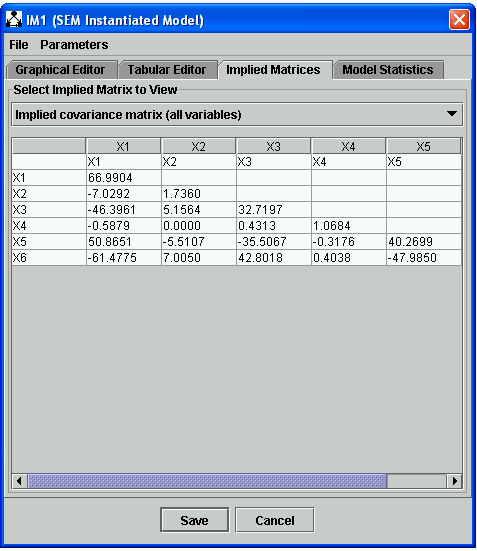 IM1 (SEM Instantiated Model)
File Parameters
Graphical Editor Tabular Editor Implied Matrices Model Statistics
Select Implied Matrix to View
Implied covariance matrix (all variables)
X1 X2 X3 X4 X5
X1 X2 X3 X4 X5
X1 66.9904
X2 -7.0292 1.7360
X3 -46.3961 5.1564 32.7197
X4 -0.5879 0.0000 0.4313 1.0684
X5 50.8651 -5.5107 -35.5067 -0.3176 40.2699
X6 -61.4775 7.0050 42.8018 0.4038 -47.9850
Save Cancel